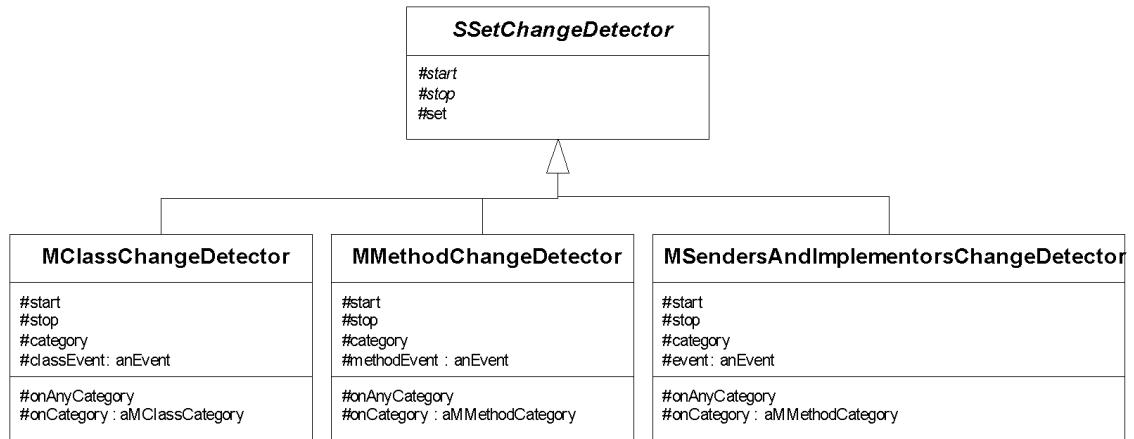 SSetChangeDetector
#start
#stop
#set
MClassChangeDetector
#start
#stop
#category
#classEvent: anEvent
#onAnyCategory
#onCategory : aMClassCategory
MMethodChangeDetector
#start
#stop
#category
#methodEvent : anEvent
#onAnyCategory
#onCategory : aMMethodCategory
MSendersAndImplementorsChangeDetector
#start
#stop
#category
#event: anEvent
#onAnyCategory
#onCategory : aMMethodCategory